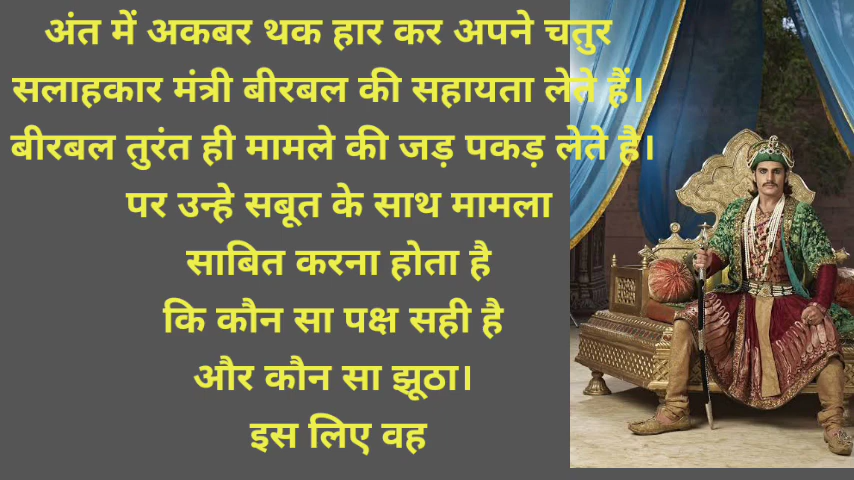 अंत में अकबर थक हार कर अपने चतुर
सलाहकार मंत्री बीरबल की सहायता लेते हैं।
बीरबल तुरंत ही मामले की जड़ पकड़ लेते है।
पर उन्हे सबूत के साथ मामला
साबित करना होता है
कि कौन सा पक्ष सही है
और कौन सा झूठा।
इस लिए वह